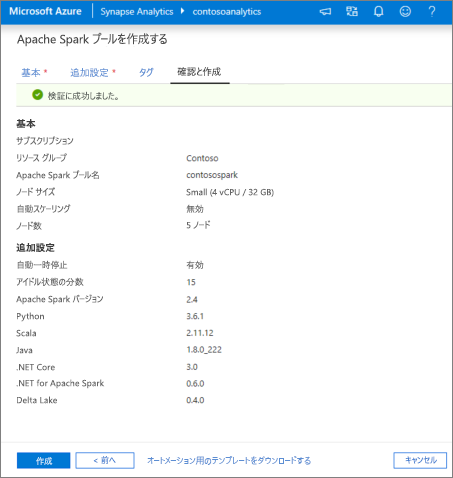 Microsoft Azure Synapse Analytics ▸ contosoanalytics ?
Apache Spark プールを作成する
基本 * 追加設定 * タグ 確認と作成
検証に成功しました。
基本
サブスクリプション
リソース グループ Contoso
Apache Spark プール名 contosospark
ノード サイズ Small (4 vCPU / 32 GB)
自動スケーリング 無効
ノード数 5 ノード
追加設定
自動一時停止 有効
アイドル状態の分数 15
Apache Spark バージョン 2.4
Python 3.6.1
Scala 2.11.12
Java 1.8.0_222
.NET Core 3.0
.NET for Apache Spark 0.6.0
Delta Lake 0.4.0
作成 < 前へ オートメーション用のテンプレートをダウンロードする キャンセル